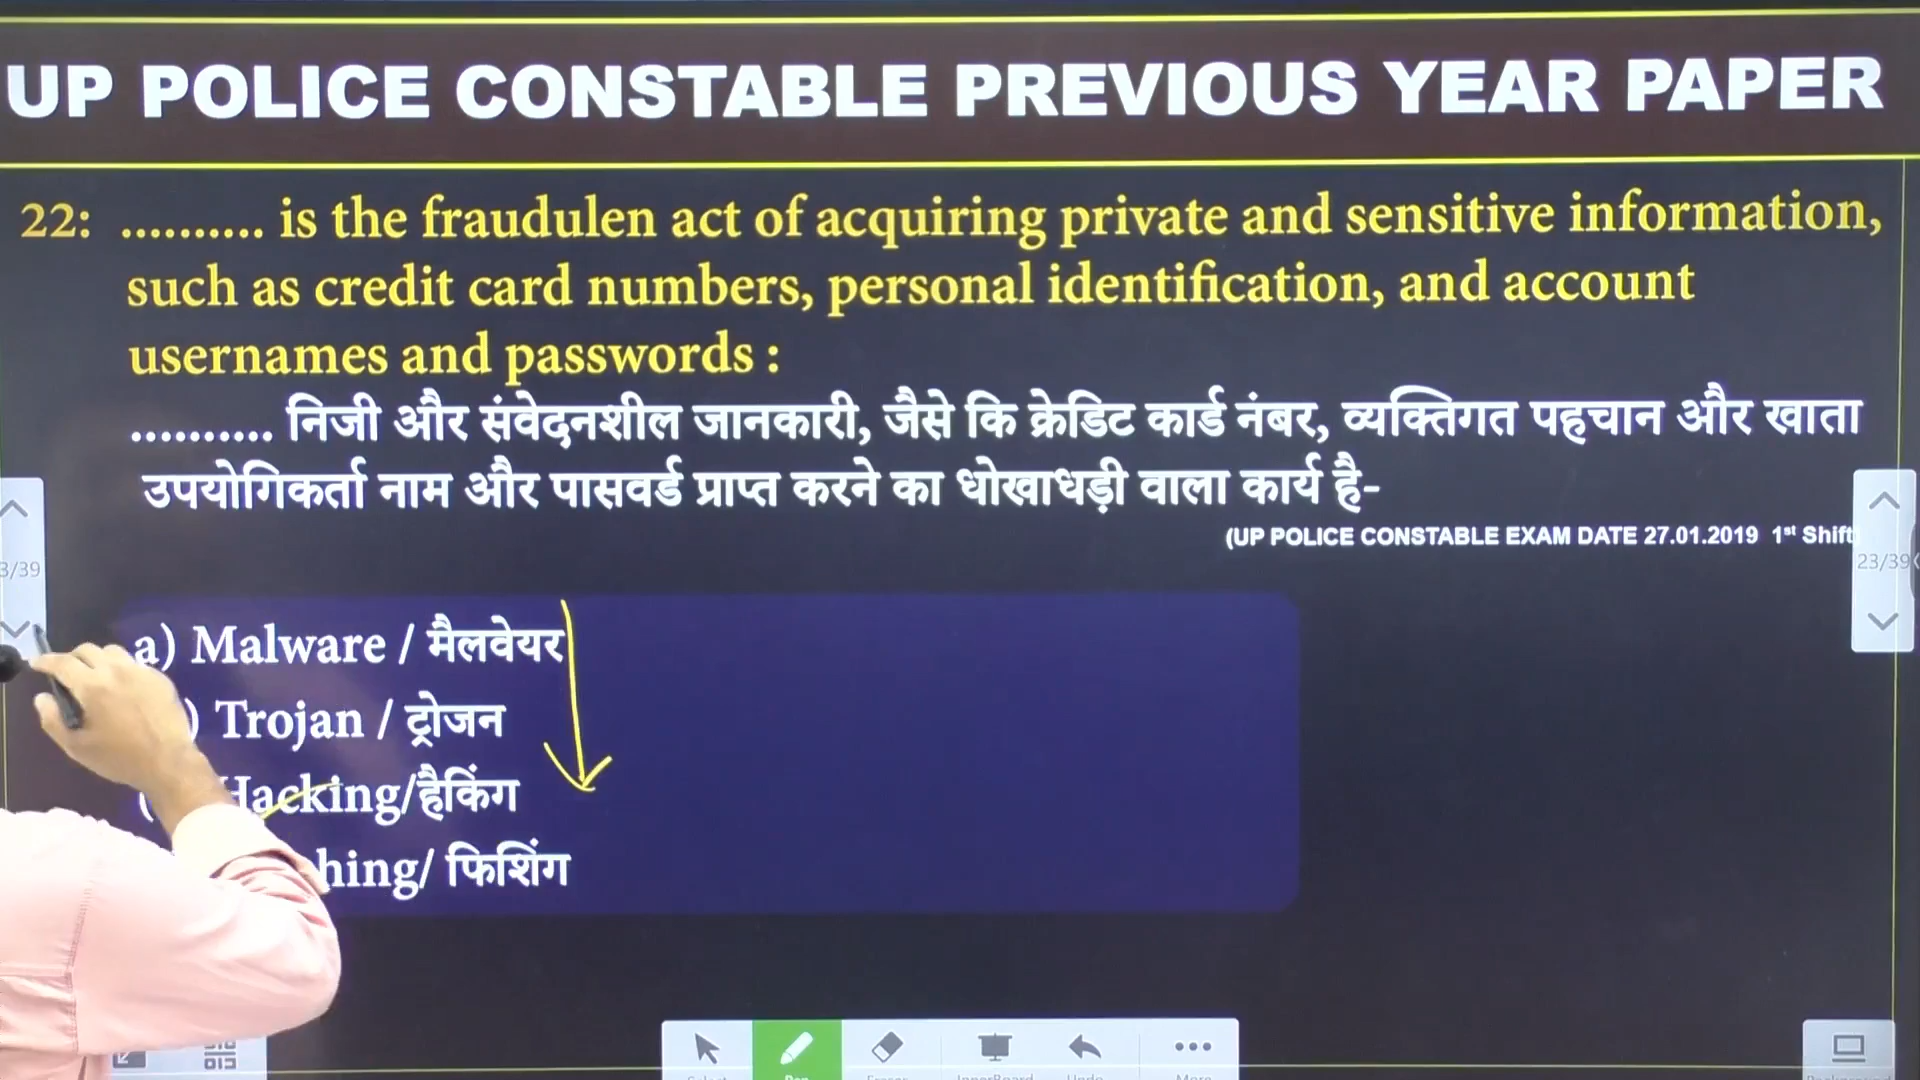 UP POLICE CONSTABLE PREVIOUS YEAR PAPER
22: .......... is the fraudulen act of acquiring private and sensitive information,
such as credit card numbers, personal identification, and account
usernames and passwords :
.......... निजी और संवेदनशील जानकारी, जैसे कि क्रेडिट कार्ड नंबर, व्यक्तिगत पहचान और खाता
उपयोगिकर्ता नाम और पासवर्ड प्राप्त करने का धोखाधड़ी वाला कार्य है-
(UP POLICE CONSTABLE EXAM DATE 27.01.2019 1st Shift)
3/39
23/39
a) Malware / मैलवेयर
) Trojan / ट्रोजन
Hacking/हैकिंग
hing/ फिशिंग